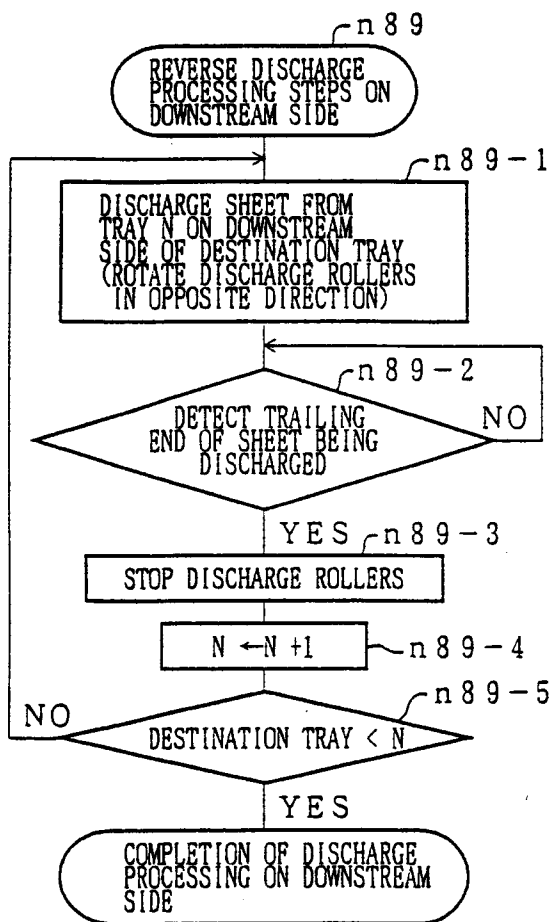 n89
REVERSE DISCHARGE
PROCESSING STEPS ON
DOWNSTREAM SIDE
n89-1
DISCHARGE SHEET FROM
TRAY N ON DOWNSTREAM
SIDE OF DESTINATION TRAY
(ROTATE DISCHARGE ROLLERS
IN OPPOSITE DIRECTION)
n89-2
DETECT TRAILING
END OF SHEET BEING
DISCHARGED
NO
YES
n89-3
STOP DISCHARGE ROLLERS
N ←N +1
n89-4
n89-5
NO
DESTINATION TRAY < N
YES
COMPLETION OF DISCHARGE
PROCESSING ON DOWNSTREAM
SIDE